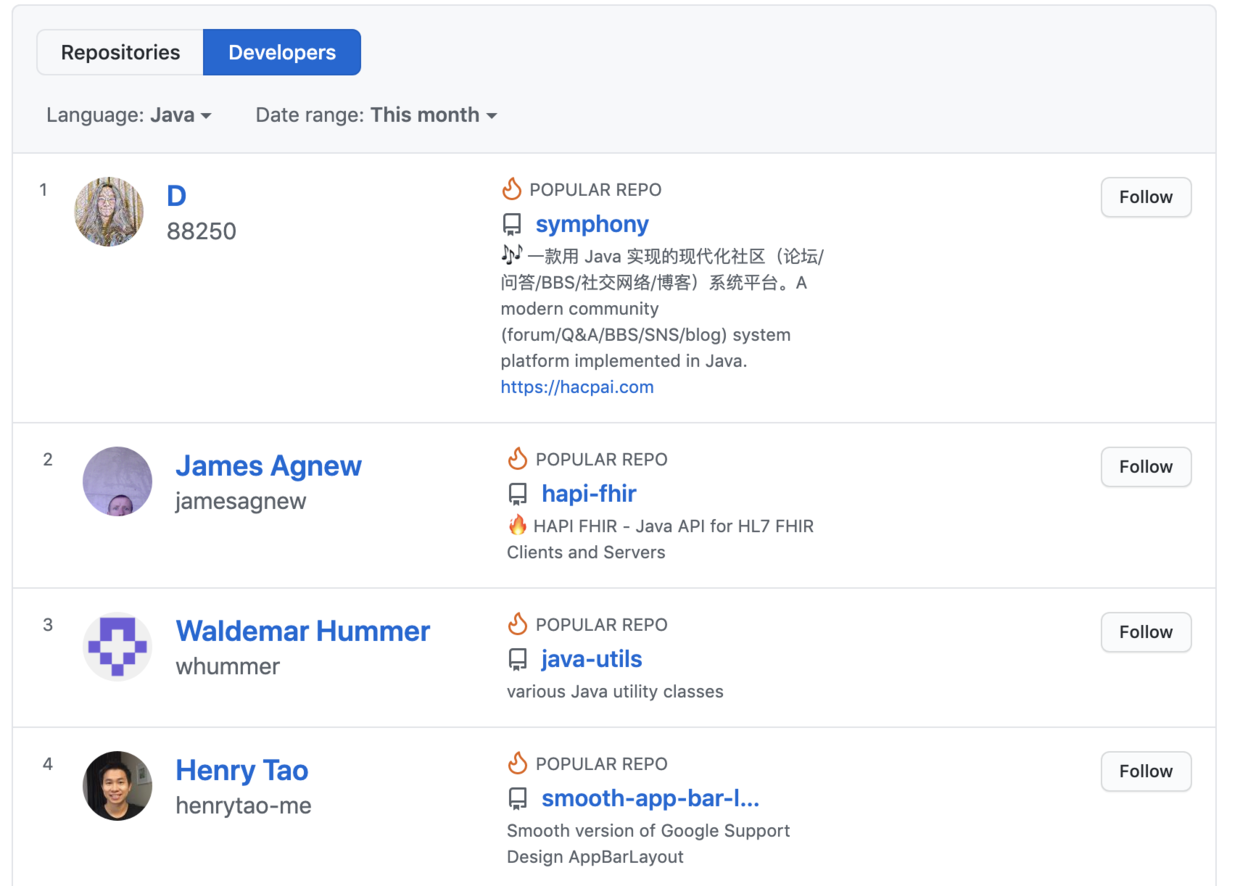 Repositories Developers
Language: Java Date range: This month
1
D
88250
POPULAR REPO
symphony
🎶 一款用 Java 实现的现代化社区（论坛/
问答/BBS/社交网络/博客）系统平台。A
modern community
(forum/Q&A/BBS/SNS/blog) system
platform implemented in Java.
https://hacpai.com
Follow
2
James Agnew
jamesagnew
POPULAR REPO
hapi-fhir
🔥 HAPI FHIR - Java API for HL7 FHIR
Clients and Servers
Follow
3
Waldemar Hummer
whummer
POPULAR REPO
java-utils
various Java utility classes
Follow
4
Henry Tao
henrytao-me
POPULAR REPO
smooth-app-bar-l...
Smooth version of Google Support
Design AppBarLayout
Follow